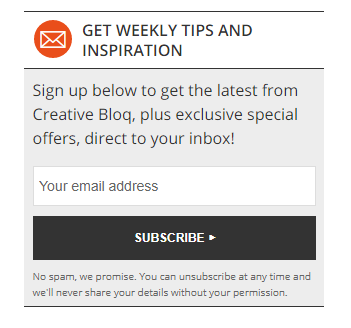 GET WEEKLY TIPS AND
INSPIRATION
Sign up below to get the latest from
Creative Bloq, plus exclusive special
offers, direct to your inbox!
Your email address
SUBSCRIBE ►
No spam, we promise. You can unsubscribe at any time and
we'll never share your details without your permission.